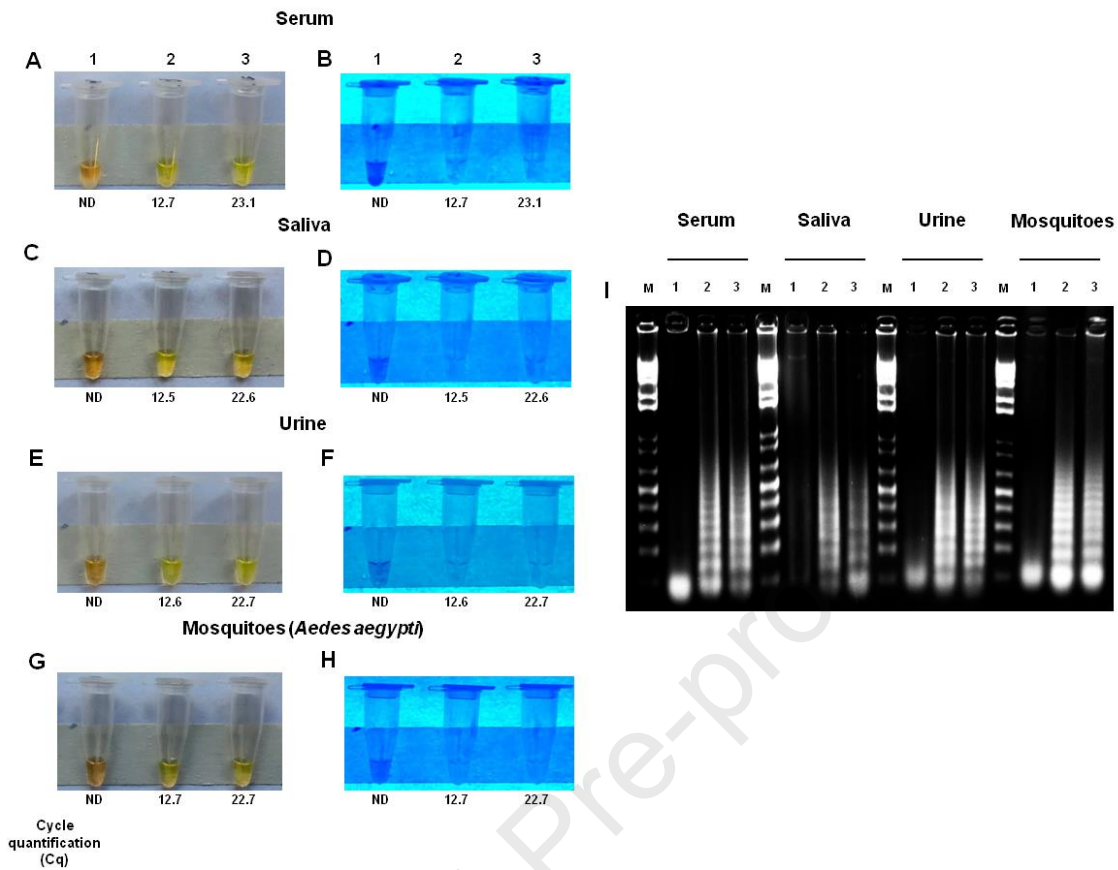 Serum
A
1 2 3
B
1 2 3
ND 12.7 23.1
ND 12.7 23.1
Saliva
C
D
ND 12.5 22.6
ND 12.5 22.6
Urine
E
F
ND 12.6 22.7
ND 12.6 22.7
Mosquitoes (Aedes aegypti)
G
H
ND 12.7 22.7
ND 12.7 22.7
Cycle
quantification
(Cq)
Serum Saliva Urine Mosquitoes
I
M 1 2 3 M 1 2 3 M 1 2 3 M 1 2 3
Pre-pro